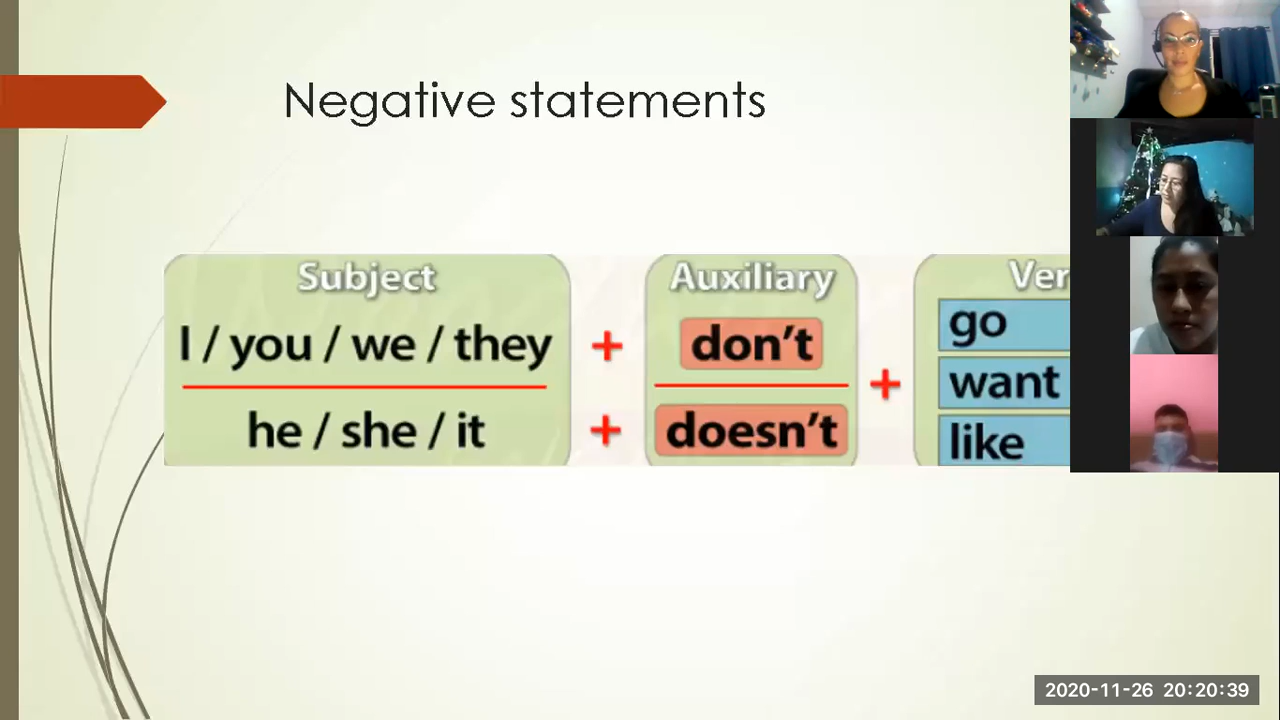 Negative statements
Subject
Auxiliary
I / you / we / they + don't
he / she / it + doesn't
+
go
want
like
2020-11-26 20:20:39